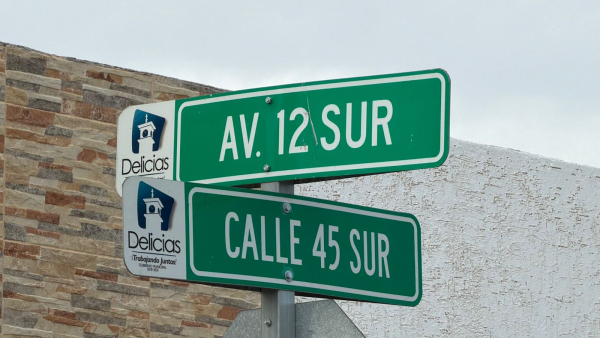 Delicias
AV. 12 SUR
Delicias
¡Trabajando Juntos!
CALLE 45 SUR